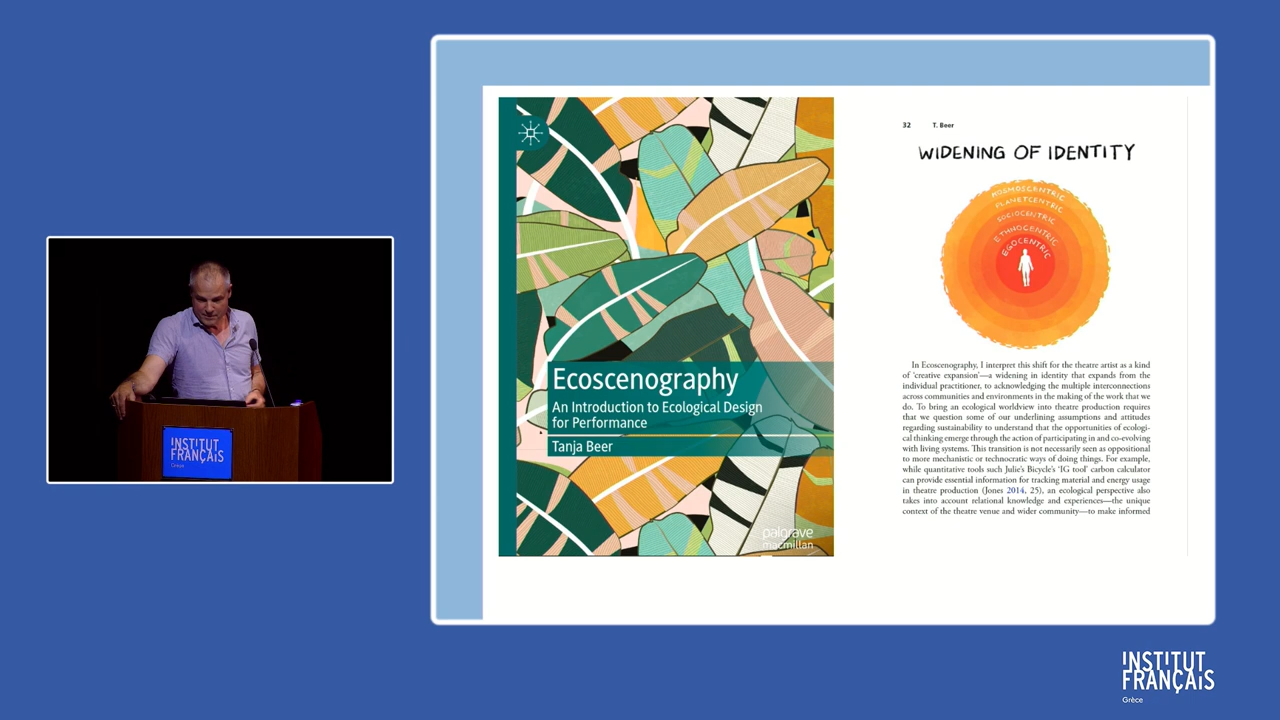 INSTITUT
FRANÇAIS
Grèce
Ecoscenography
An Introduction to Ecological Design
for Performance
Tanja Beer
palgrave
macmillan
32 T. Beer
WIDENING OF IDENTITY
KOSMOSCENTRIC
PLANETCENTRIC
SOCIOCENTRIC
ETHNOCENTRIC
EGOCENTRIC
In Ecoscenography, I interpret this shift for the theatre artist as a kind
of ‘creative expansion’—a widening in identity that expands from the
individual practitioner, to acknowledging the multiple interconnections
across communities and environments in the making of the work that we
do. To bring an ecological worldview into theatre production requires
that we question some of our underlining assumptions and attitudes
regarding sustainability to understand that the opportunities of ecologi-
cal thinking emerge through the action of participating in and co-evolving
with living systems. This transition is not necessarily seen as oppositional
to more mechanistic or technocratic ways of doing things. For example,
while quantitative tools such Julie’s Bicycle’s ‘IG tool’ carbon calculator
can provide essential information for tracking material and energy usage
in theatre production (Jones 2014, 25), an ecological perspective also
takes into account relational knowledge and experiences—the unique
context of the theatre venue and wider community—to make informed
INSTITUT
FRANÇAIS
Grèce